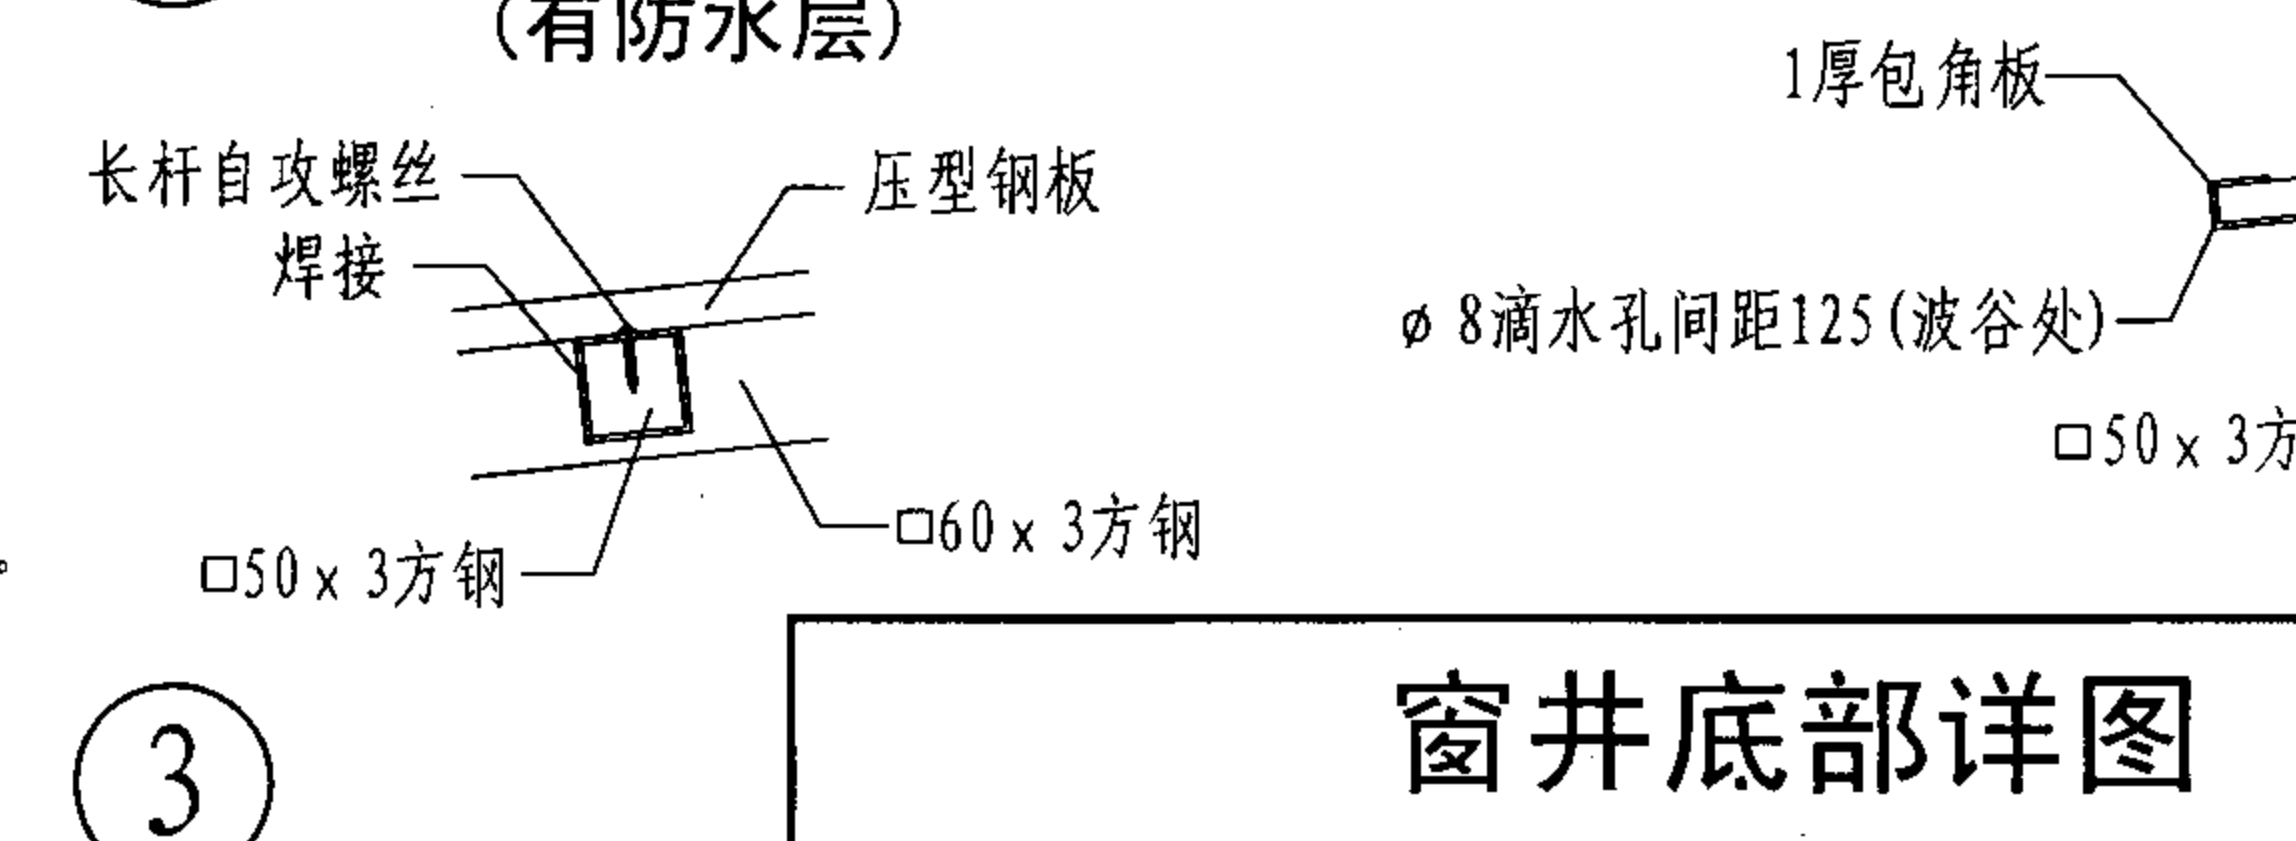 (有防水层)
1厚包角板
长杆自攻螺丝
压型钢板
焊接
ø 8滴水孔间距125(波谷处)
□50 x 3方
□60 x 3方钢
□50 x 3方钢
。
窗井底部详图
3